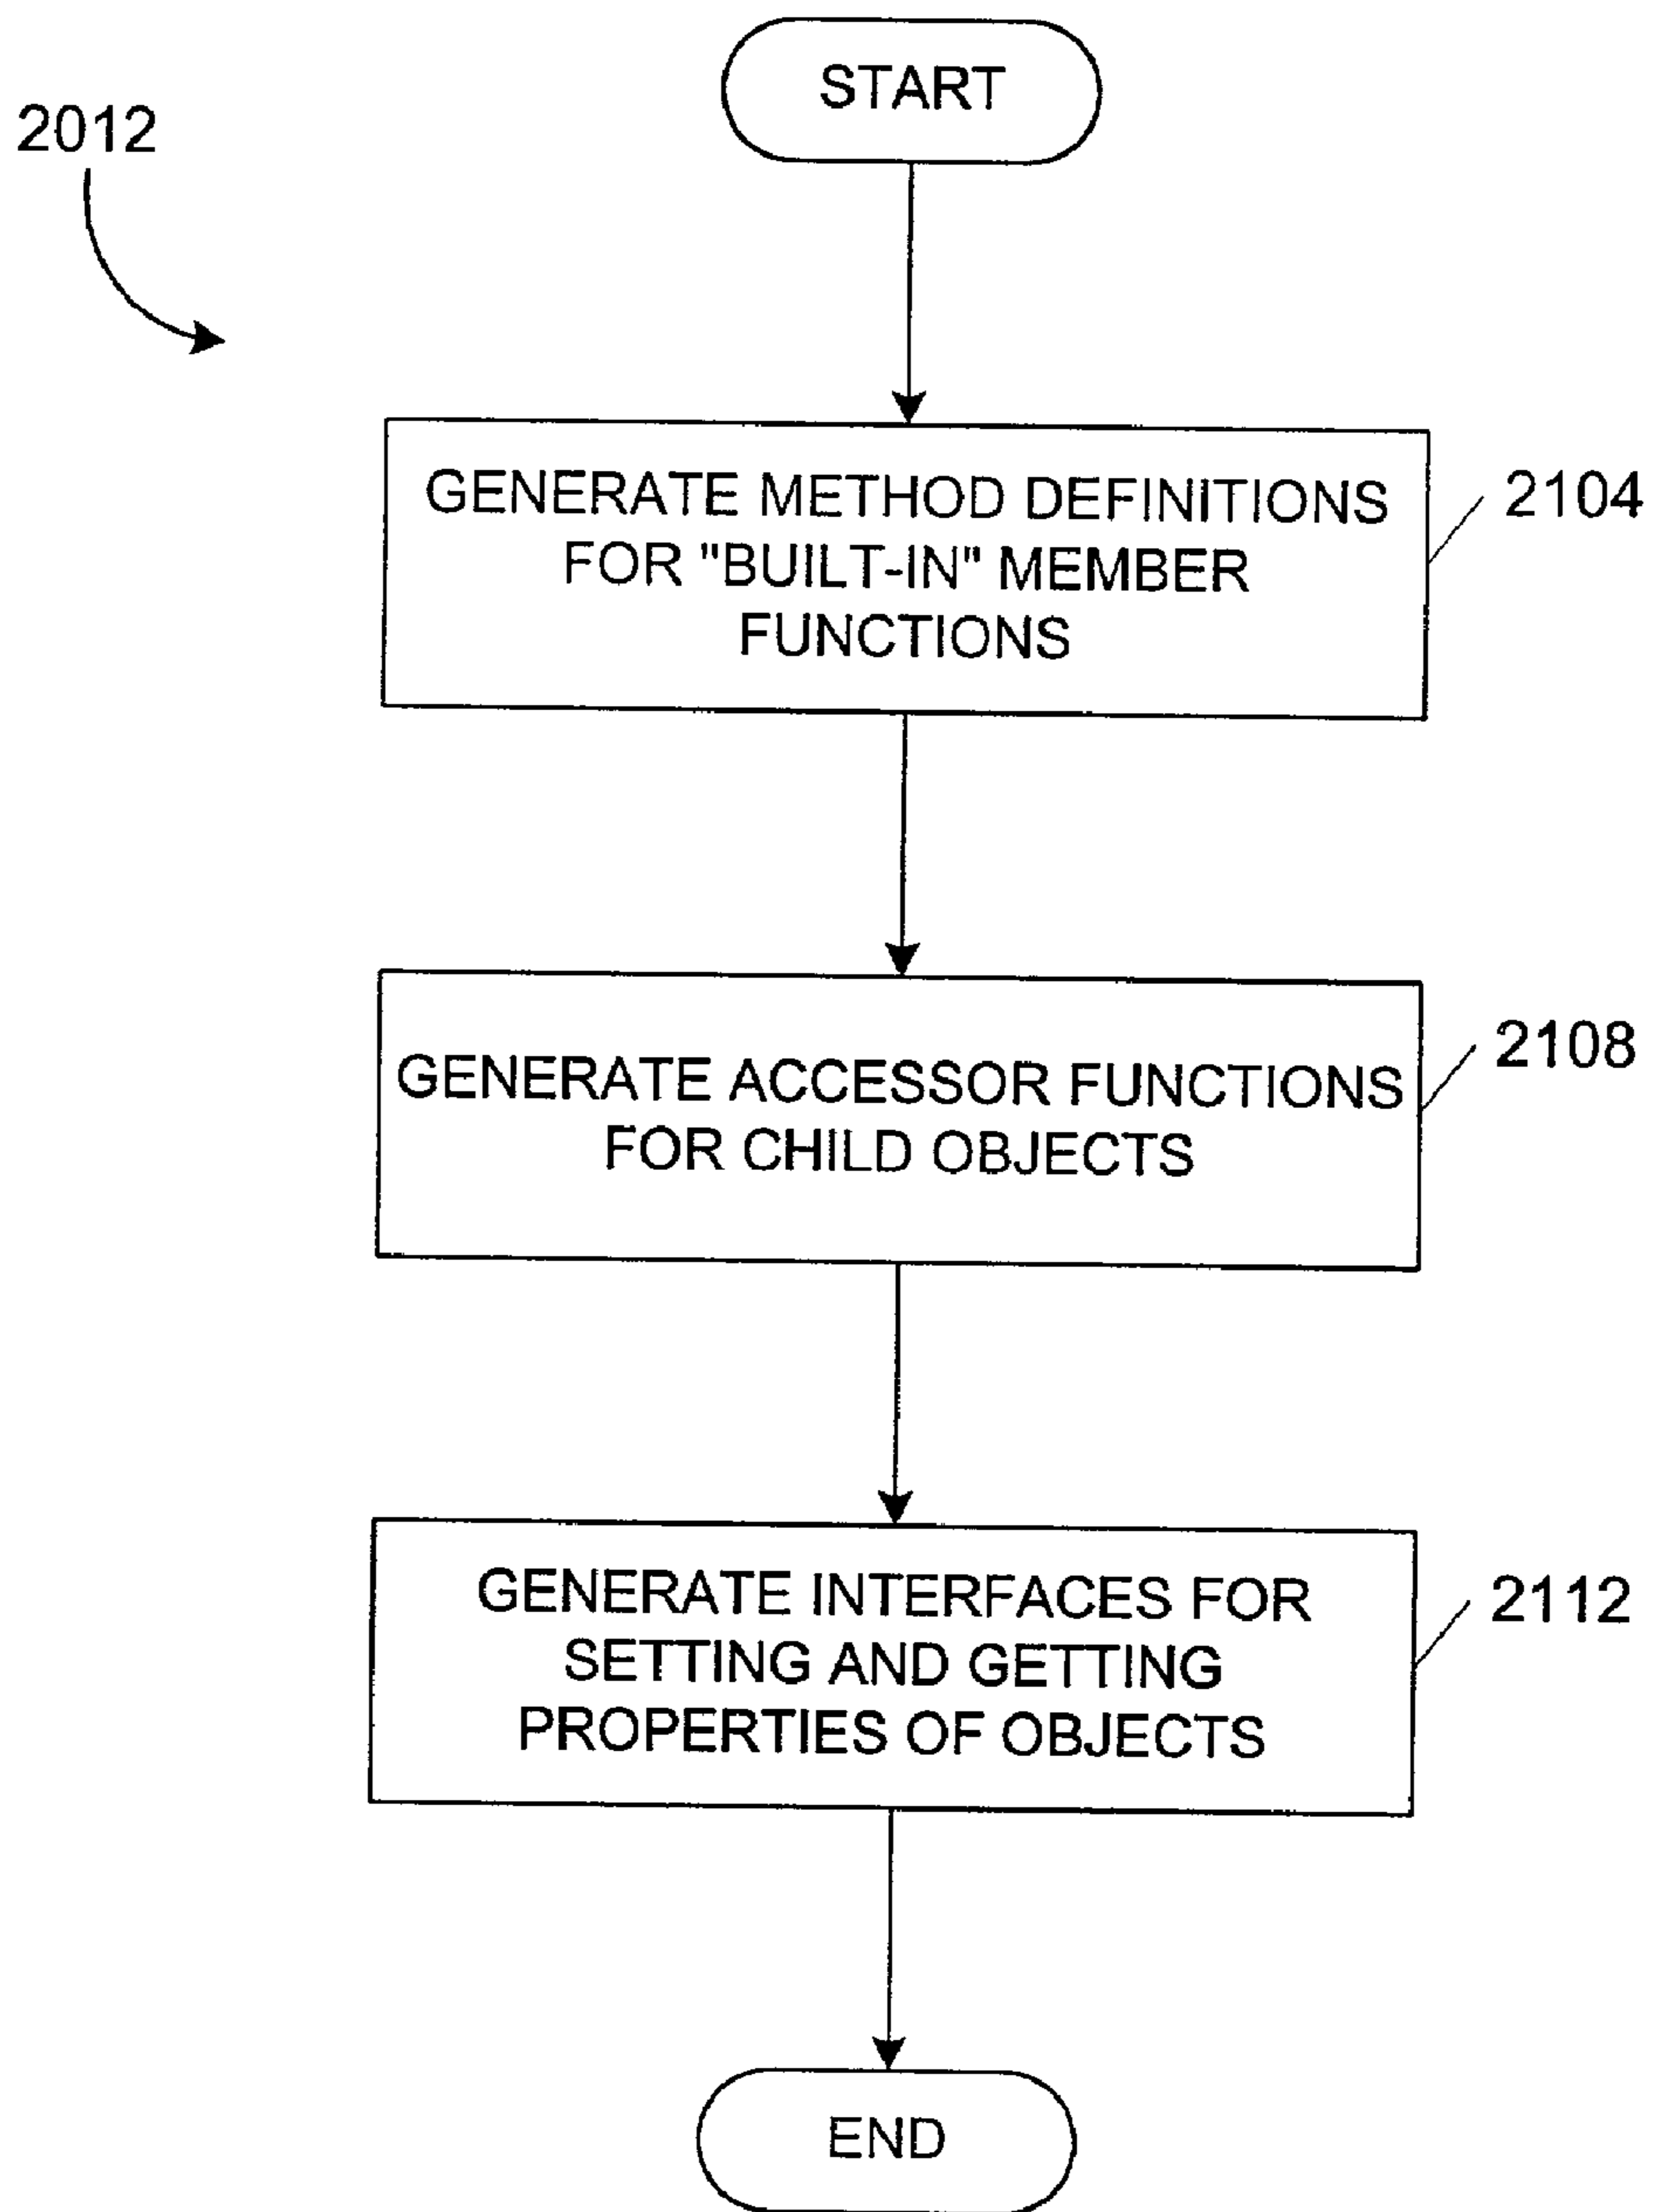 START
2012
GENERATE METHOD DEFINITIONS
FOR "BUILT-IN" MEMBER
FUNCTIONS
2104
GENERATE ACCESSOR FUNCTIONS
FOR CHILD OBJECTS
2108
GENERATE INTERFACES FOR
SETTING AND GETTING
PROPERTIES OF OBJECTS
2112
END